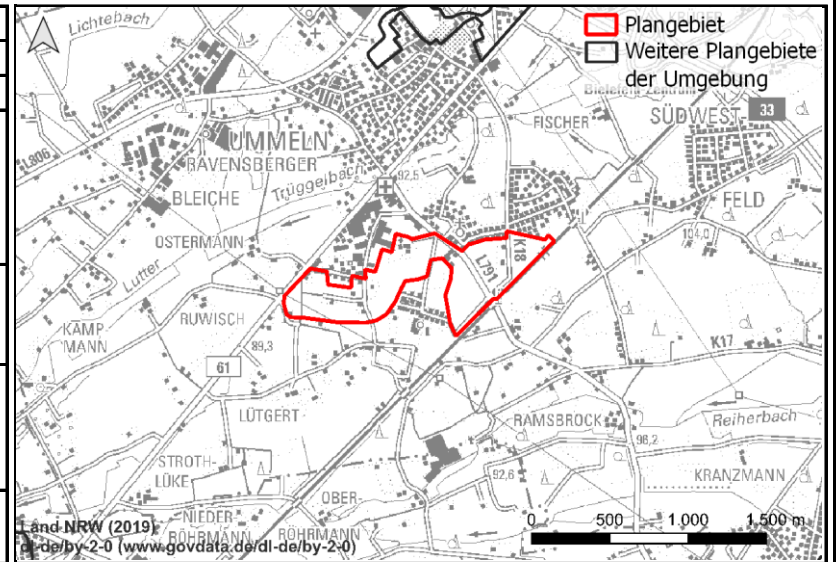 Plangebiet
Weitere Plangebiete
der Umgebung
Lichtebach
33
SÜDWEST-
FELD
FISCHER
104,0
L806
UMMELN
RAVENSBERGER
BLEICHE
Trüggelbach
92,5
OSTERMANN
Lutter
K18
L791
KAMP
MANN
RUWISCH
89,3
61
K17
LÜTGERT
RAMSBROCK
Reiherbach
98,2
STROTH-
LÜKE
92,6
KRANZMANN
OBER-
RÖHRMANN
NIEDER
RÖHRMANN
0 500 1.000 1.500 m
Land NRW (2019)
dl-de/by-2-0 (www.govdata.de/dl-de/by-2-0)